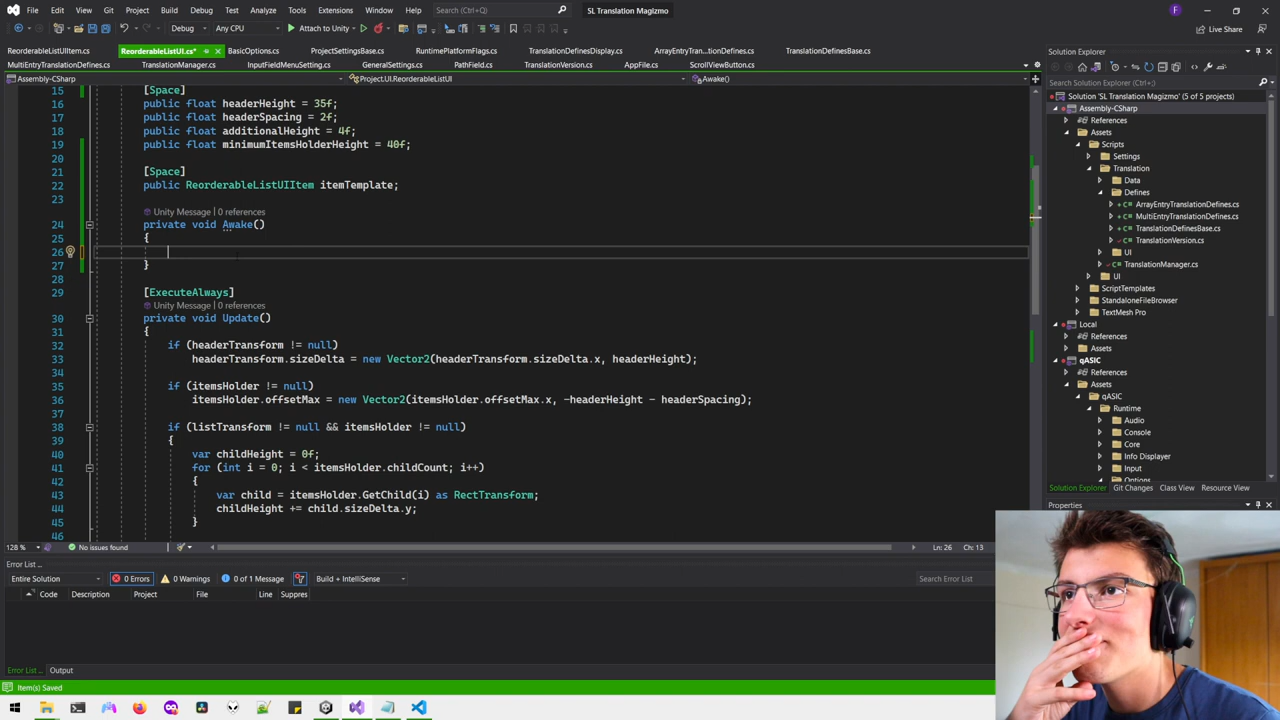 File Edit View Git Project Build Debug Test Analyze Tools Extensions Window Help Search (Ctrl+Q) SL Translation Magizmo F
Debug Any CPU Attach to Unity Live Share
ReorderableListUIItem.cs ReorderableListUI.cs* BasicOptions.cs ProjectSettingsBase.cs RuntimePlatformFlags.cs TranslationDefinesDisplay.cs ArrayEntryTran...tionDefines.cs TranslationDefinesBase.cs
MultiEntryTranslationDefines.cs TranslationManager.cs InputFieldMenuSetting.cs GeneralSettings.cs PathField.cs TranslationVersion.cs AppFile.cs ScrollViewButton.cs
Assembly-CSharp Project.UI.ReorderableListUI Awake()
15 [Space]
16 public float headerHeight = 35f;
17 public float headerSpacing = 2f;
18 public float additionalHeight = 4f;
19 public float minimumItemsHolderHeight = 40f;
20
21 [Space]
22 public ReorderableListUIItem itemTemplate;
23
Unity Message | 0 references
24 private void Awake()
25 {
26
27 }
28
29 [ExecuteAlways]
Unity Message | 0 references
30 private void Update()
31 {
32 if (headerTransform != null)
33 headerTransform.sizeDelta = new Vector2(headerTransform.sizeDelta.x, headerHeight);
34
35 if (itemsHolder != null)
36 itemsHolder.offsetMax = new Vector2(itemsHolder.offsetMax.x, -headerHeight - headerSpacing);
37
38 if (listTransform != null && itemsHolder != null)
39 {
40 var childHeight = 0f;
41 for (int i = 0; i < itemsHolder.childCount; i++)
42 {
43 var child = itemsHolder.GetChild(i) as RectTransform;
44 childHeight += child.sizeDelta.y;
45 }
46
128 % No issues found Ln: 26 Ch: 13
Error List ...
Entire Solution 0 Errors 0 Warnings 0 of 1 Message Build + IntelliSense Search Error List
Code Description Project File Line Suppres
Error List ... Output
Item(s) Saved
Solution Explorer
Search Solution Explorer (Ctrl+;)
Solution 'SL Translation Magizmo' (5 of 5 projects)
Assembly-CSharp
References
Assets
Scripts
Settings
Translation
Data
Defines
ArrayEntryTranslationDefines.cs
MultiEntryTranslationDefines.cs
TranslationDefines.cs
TranslationVersion.cs
UI
TranslationManager.cs
UI
ScriptTemplates
StandaloneFileBrowser
TextMesh Pro
Local
References
Assets
qASIC
References
Assets
qASIC
Runtime
Audio
Console
Core
Info Displayer
Input
Options
Solution Explorer Git Changes Class View Resource View
Properties